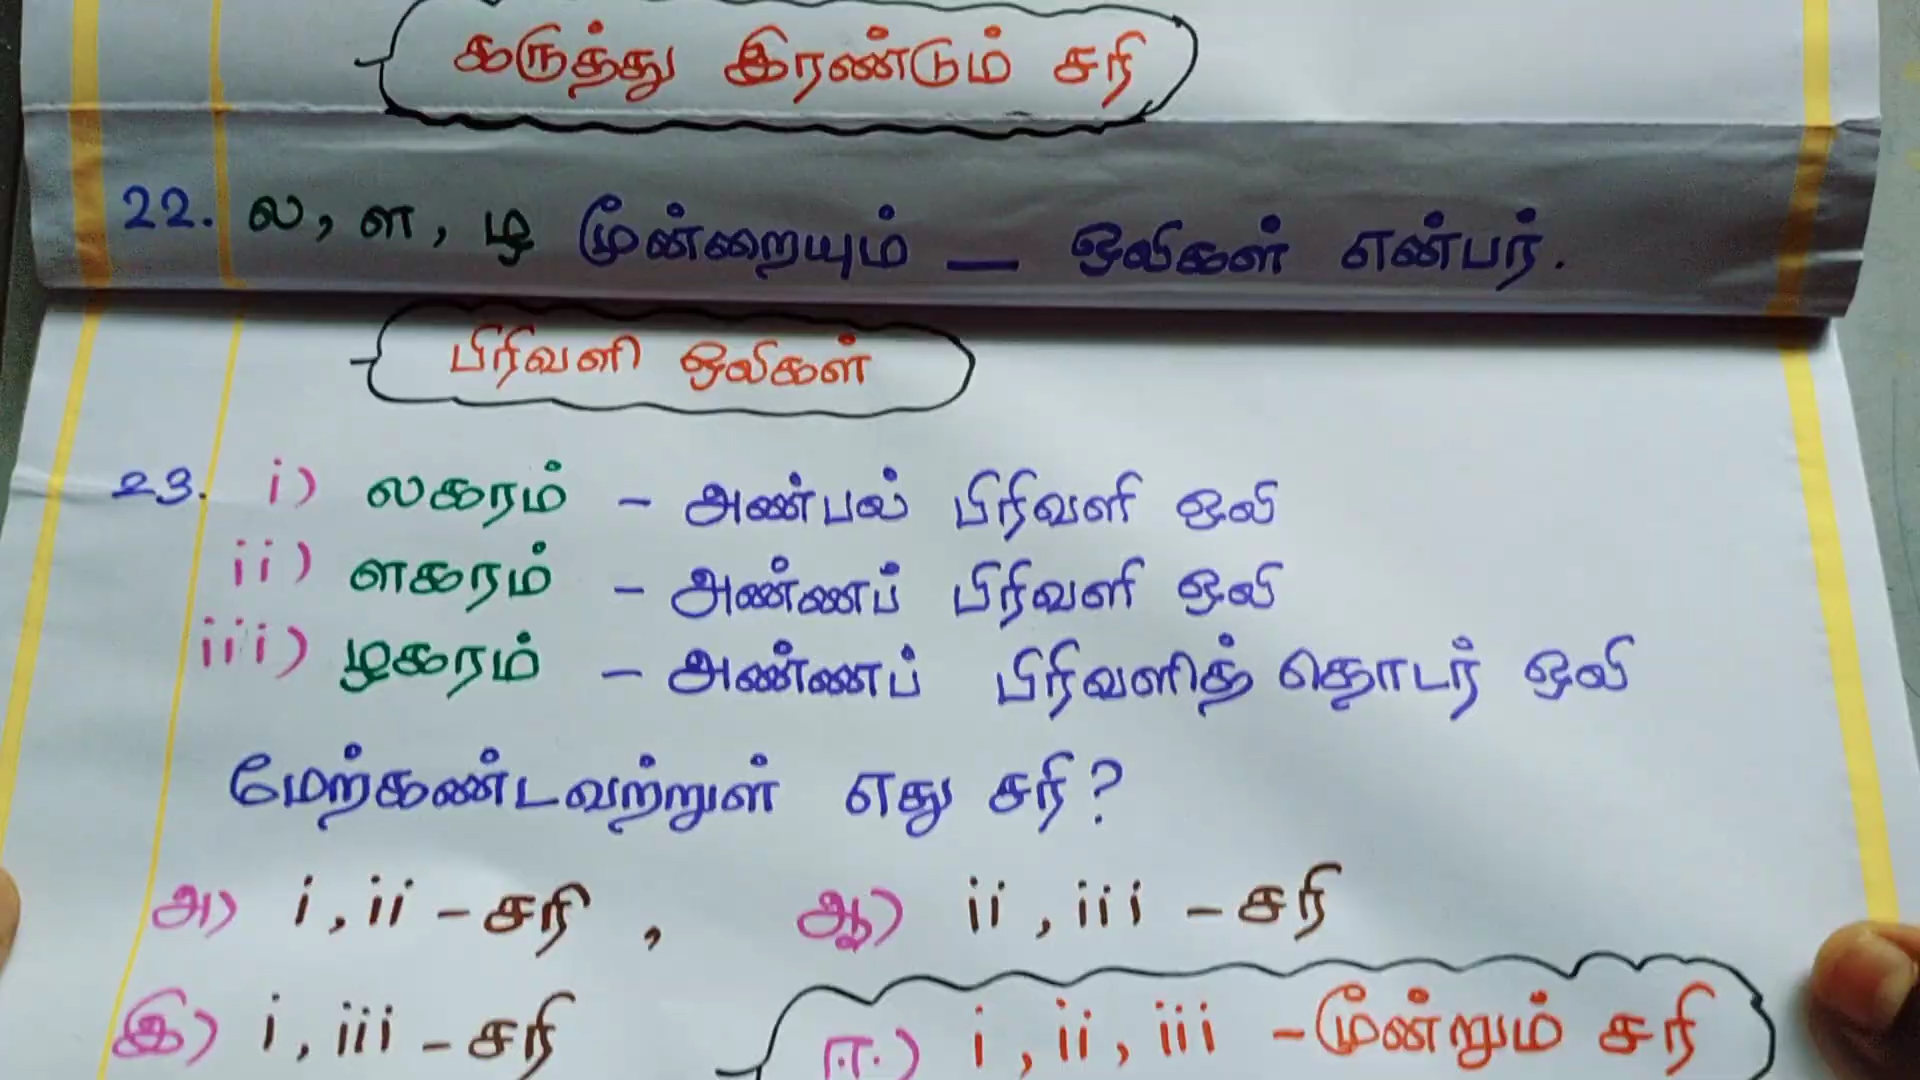 கருத்து இரண்டும் சரி
22. ல, ள, ழ மூன்றையும் — ஒலிகள் என்பர்.
பிரிவளி ஒலிகள்
23. i) லகரம் – அண்பல் பிரிவளி ஒலி
ii) ளகரம் – அண்ணப் பிரிவளி ஒலி
iii) ழகரம் – அண்ணப் பிரிவளித் தொடர் ஒலி
மேற்கண்டவற்றுள் எது சரி?
அ) i, ii – சரி, ஆ) ii, iii – சரி
இ) i, iii – சரி ஈ) i, ii, iii – மூன்றும் சரி